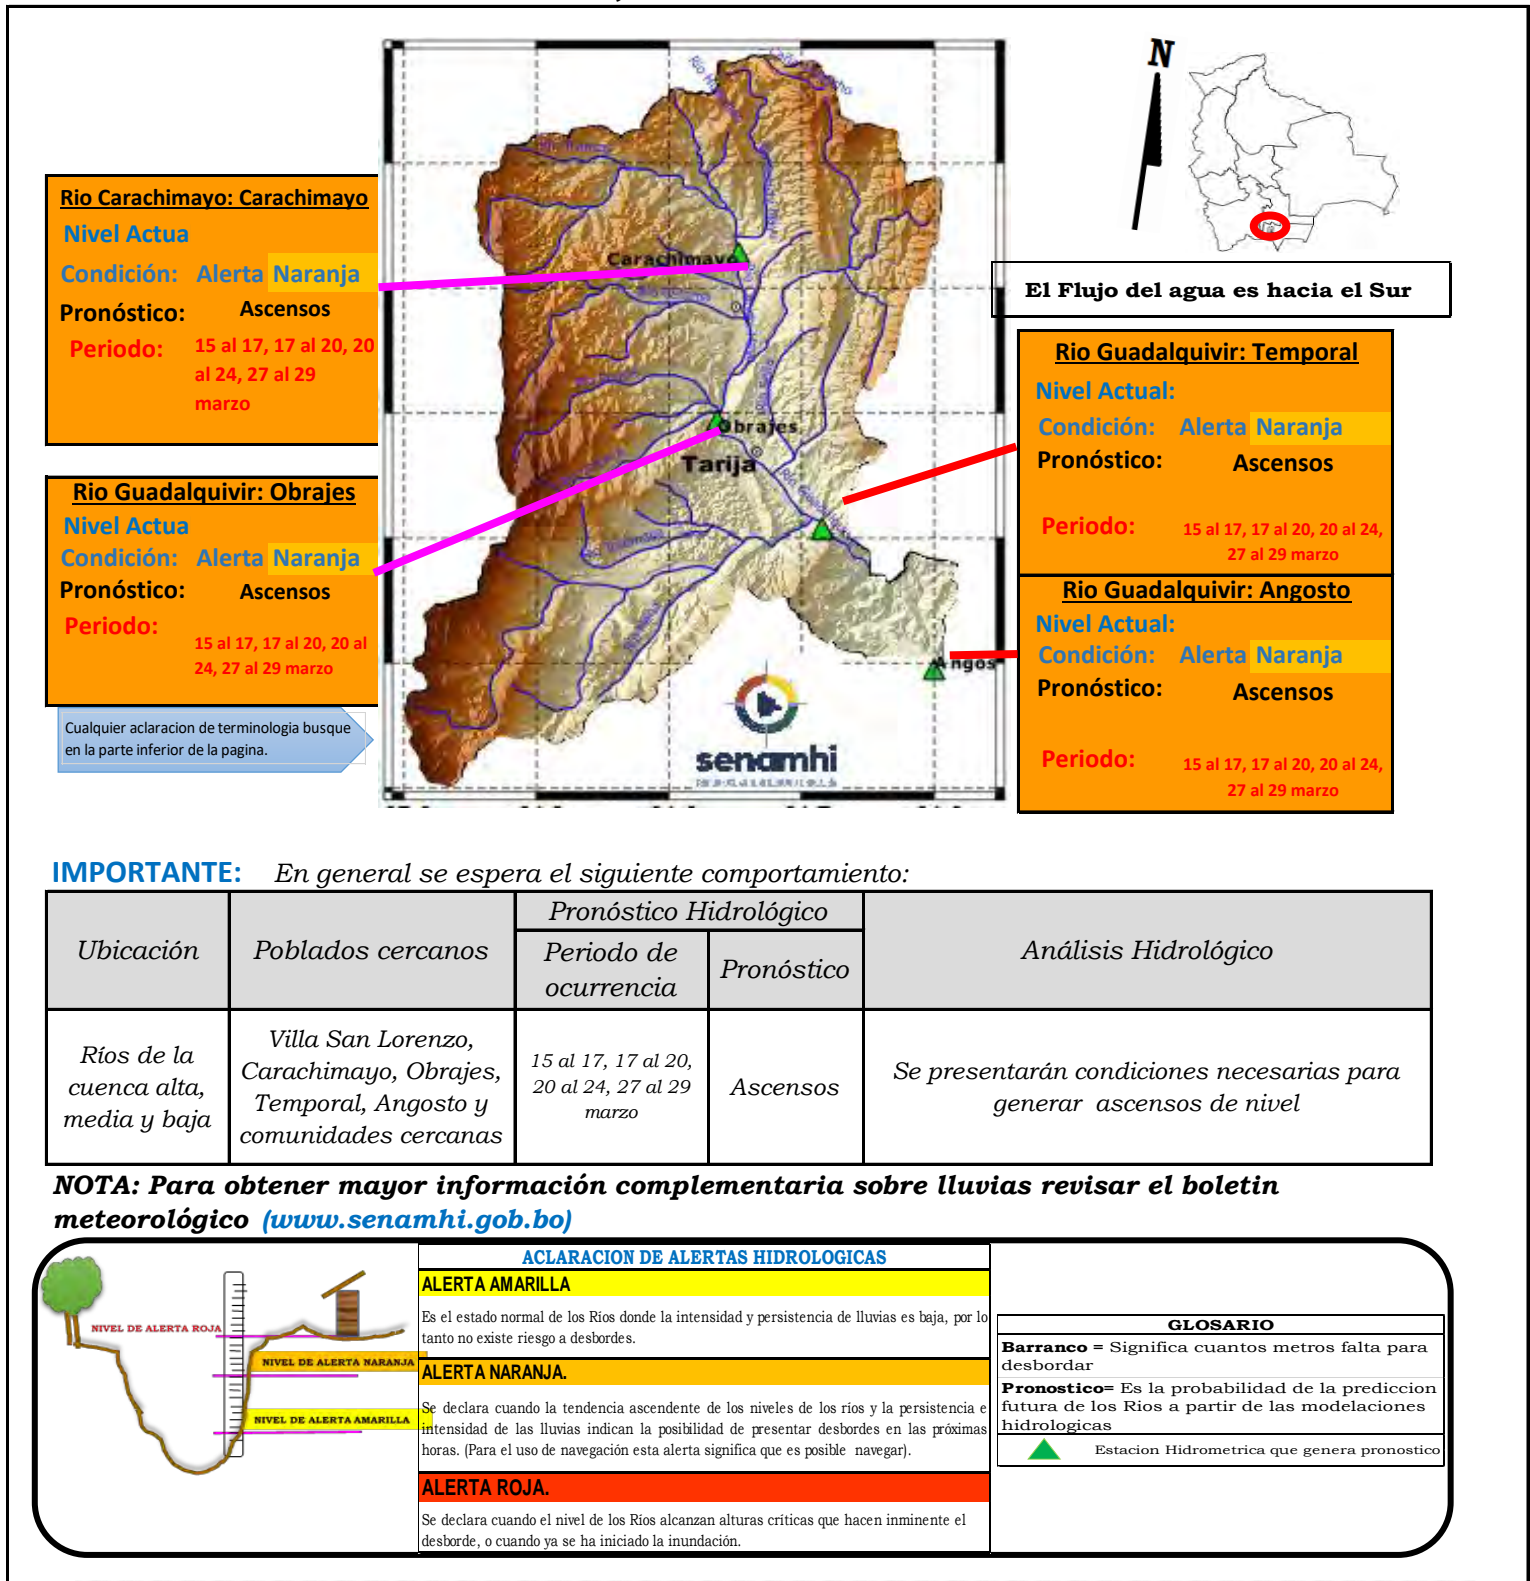 N
El Flujo del agua es hacia el Sur
Rio Carachimayo: Carachimayo
Nivel Actua
Condición: Alerta Naranja
Pronóstico: Ascensos
Periodo: 15 al 17, 17 al 20, 20
al 24, 27 al 29
marzo
Rio Guadalquivir: Obrajes
Nivel Actua
Condición: Alerta Naranja
Pronóstico: Ascensos
Periodo:
15 al 17, 17 al 20, 20 al
24, 27 al 29 marzo
Cualquier aclaracion de terminologia busque
en la parte inferior de la pagina.
Carachimayo
Obrajes
Tarija
Angos
senamhi
Rio Guadalquivir: Temporal
Nivel Actual:
Condición: Alerta Naranja
Pronóstico: Ascensos
Periodo: 15 al 17, 17 al 20, 20 al 24,
27 al 29 marzo
Rio Guadalquivir: Angosto
Nivel Actual:
Condición: Alerta Naranja
Pronóstico: Ascensos
Periodo: 15 al 17, 17 al 20, 20 al 24,
27 al 29 marzo
IMPORTANTE: En general se espera el siguiente comportamiento:
Ubicación
Poblados cercanos
Pronóstico Hidrológico
Periodo de
ocurrencia
Pronóstico
Análisis Hidrológico
Ríos de la
cuenca alta,
media y baja
Villa San Lorenzo,
Carachimayo, Obrajes,
Temporal, Angosto y
comunidades cercanas
15 al 17, 17 al 20,
20 al 24, 27 al 29
marzo
Ascensos
Se presentarán condiciones necesarias para
generar ascensos de nivel
NOTA: Para obtener mayor información complementaria sobre lluvias revisar el boletin
meteorológico (www.senamhi.gob.bo)
NIVEL DE ALERTA ROJA
NIVEL DE ALERTA NARANJA
NIVEL DE ALERTA AMARILLA
ACLARACION DE ALERTAS HIDROLOGICAS
ALERTA AMARILLA
Es el estado normal de los Rios donde la intensidad y persistencia de lluvias es baja, por lo
tanto no existe riesgo a desbordes.
ALERTA NARANJA.
Se declara cuando la tendencia ascendente de los niveles de los ríos y la persistencia e
intensidad de las lluvias indican la posibilidad de presentar desbordes en las próximas
horas. (Para el uso de navegación esta alerta significa que es posible navegar).
ALERTA ROJA.
Se declara cuando el nivel de los Ríos alcanzan alturas críticas que hacen inminente el
desborde, o cuando ya se ha iniciado la inundación.
GLOSARIO
Barranco = Significa cuantos metros falta para
desbordar
Pronostico= Es la probabilidad de la prediccion
futura de los Rios a partir de las modelaciones
hidrologicas
Estacion Hidrometrica que genera pronostico